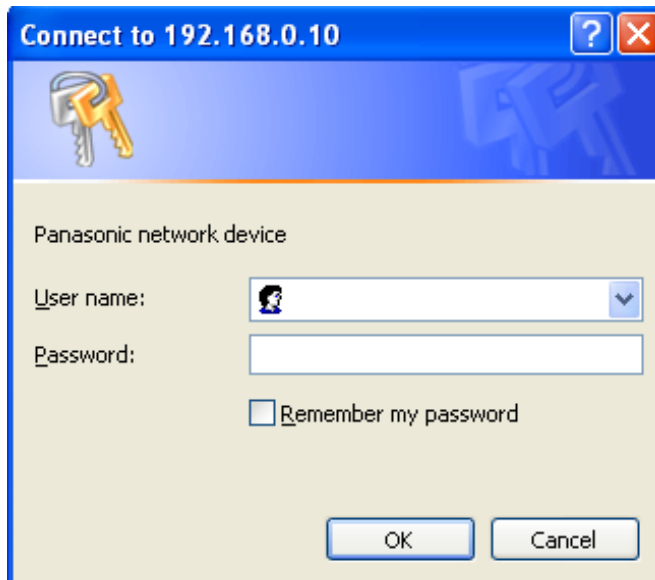 Connect to 192.168.0.10
Panasonic network device
User name:
Password:
Remember my password
OK
Cancel